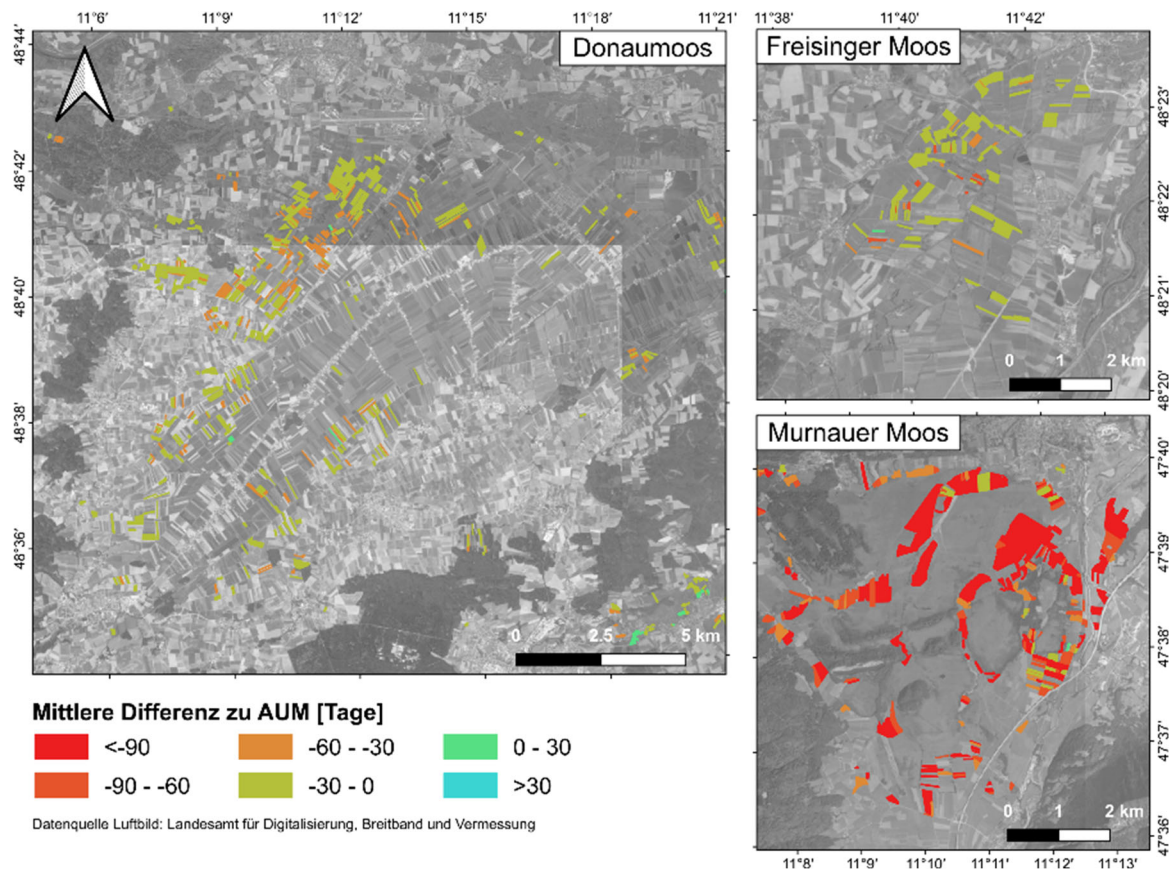 11°6' 11°9' 11°12' 11°15' 11°18' 11°21'
48°44'
48°42'
48°40'
48°38'
48°36'
Donaumoos
0 2.5 5 km
11°38' 11°40' 11°42'
Freisinger Moos
48°23'
48°22'
48°21'
48°20'
0 1 2 km
Murnauer Moos
47°40'
47°39'
47°38'
47°37'
47°36'
0 1 2 km
11°8' 11°9' 11°10' 11°11' 11°12' 11°13'
Mittlere Differenz zu AUM [Tage]
<-90 -60 - -30 0 - 30
-90 - -60 -30 - 0 >30
Datenquelle Luftbild: Landesamt für Digitalisierung, Breitband und Vermessung